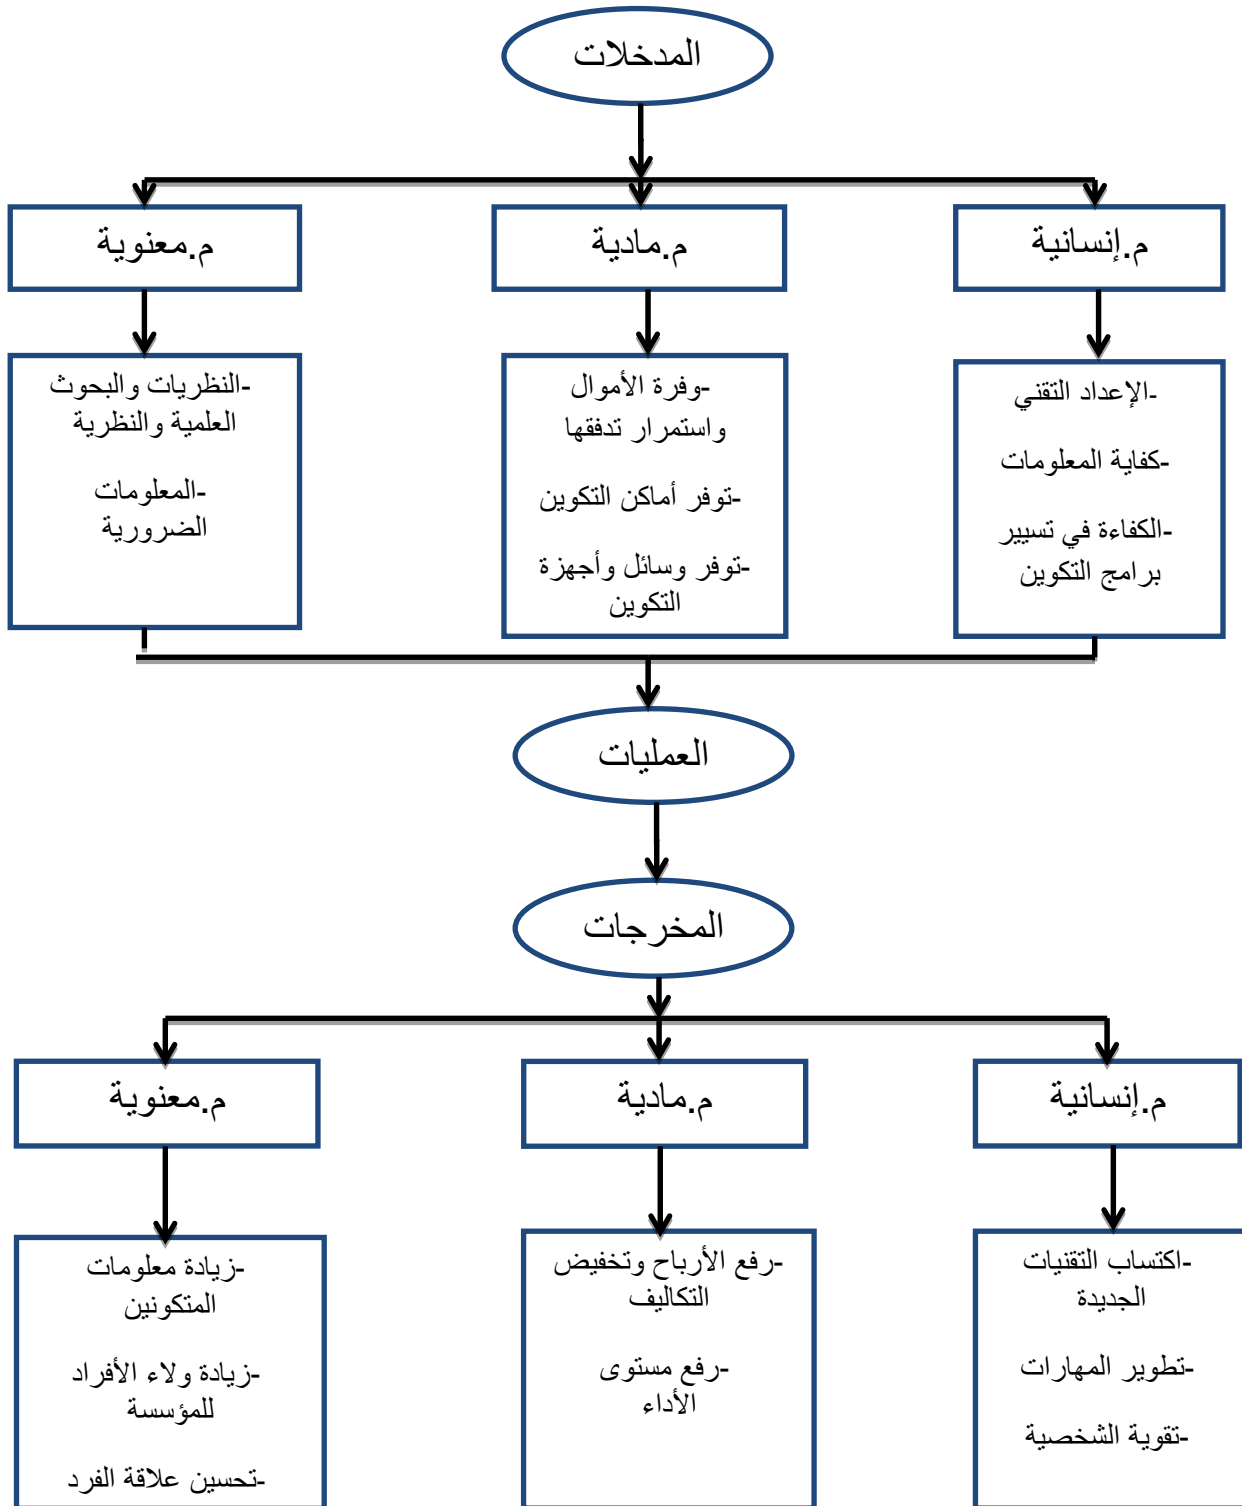 المدخلات
م.إنسانية
م.مادية
م.معنوية
-الإعداد التقني
-كفاية المعلومات
-الكفاءة في تسيير
برامج التكوين
-وفرة الأموال
واستمرار تدفقها
-توفر أماكن التكوين
-توفر وسائل وأجهزة
التكوين
-النظريات والبحوث
العلمية والنظرية
-المعلومات
الضرورية
العمليات
المخرجات
م.إنسانية
م.مادية
م.معنوية
-اكتساب التقنيات
الجديدة
-تطوير المهارات
-تقوية الشخصية
-رفع الأرباح وتخفيض
التكاليف
-رفع مستوى
الأداء
-زيادة معلومات
المتكونين
-زيادة ولاء الأفراد
للمؤسسة
-تحسين علاقة الفرد